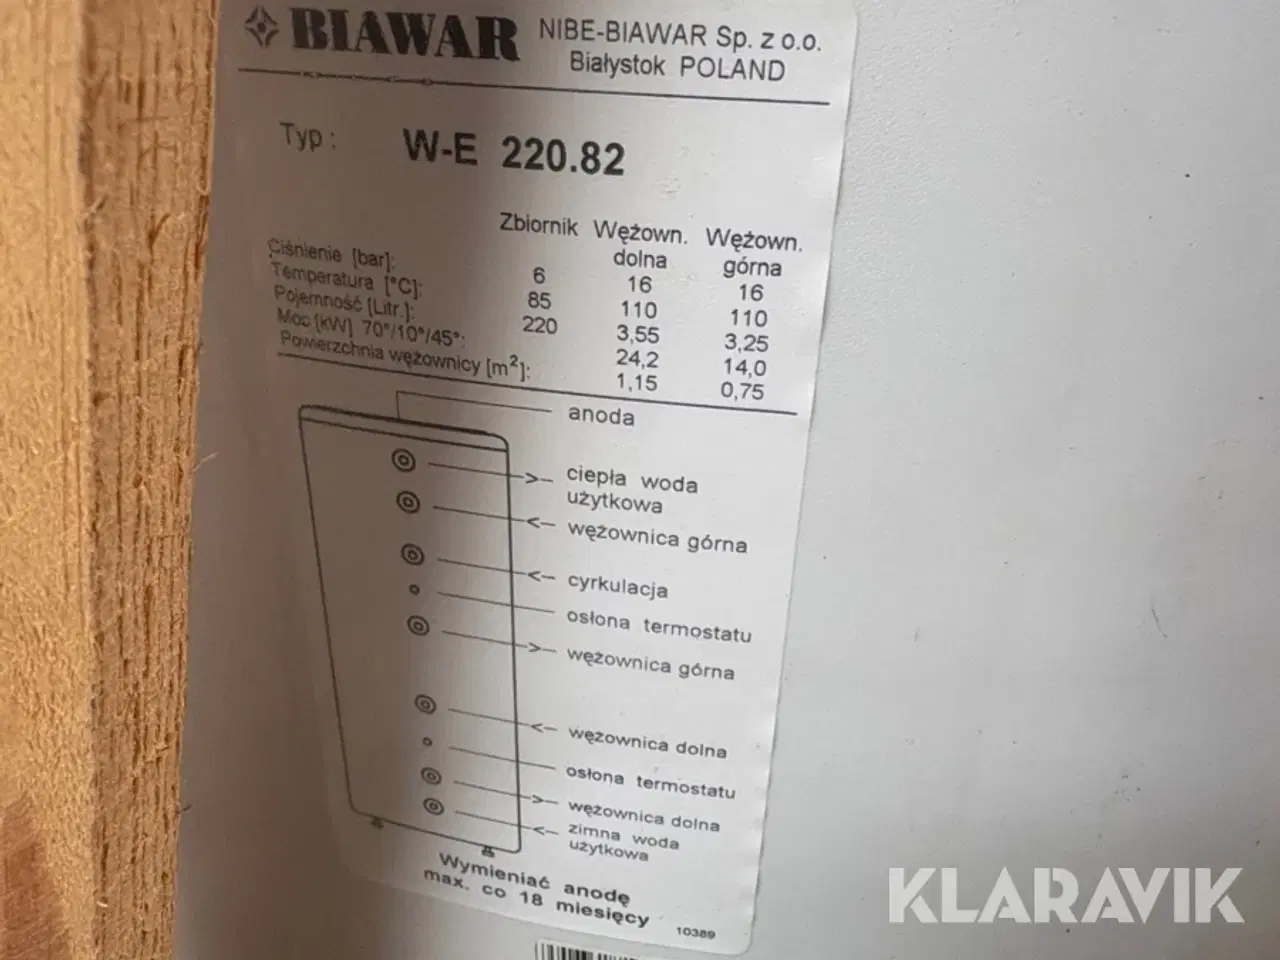 BIAWAR
NIBE-BIAWAR Sp. z o.o.
Białystok POLAND
Typ: W-E 220.82
Zbiornik Wężown. dolna Wężown. górna
Ciśnienie [bar]: 6 16 16
Temperatura [°C]: 85 110 110
Pojemność [Litr.]: 220 3,55 3,25
Moc [kW] 70°/10°/45°: 24,2 14,0
Powierzchnia wężownicy [m²]: 1,15 0,75
anoda
ciepła woda
użytkowa
wężownica górna
cyrkulacja
osłona termostatu
wężownica górna
wężownica dolna
osłona termostatu
wężownica dolna
zimna woda
użytkowa
Wymieniać anodę
max. co 18 miesięcy
10389
KLARAVIK